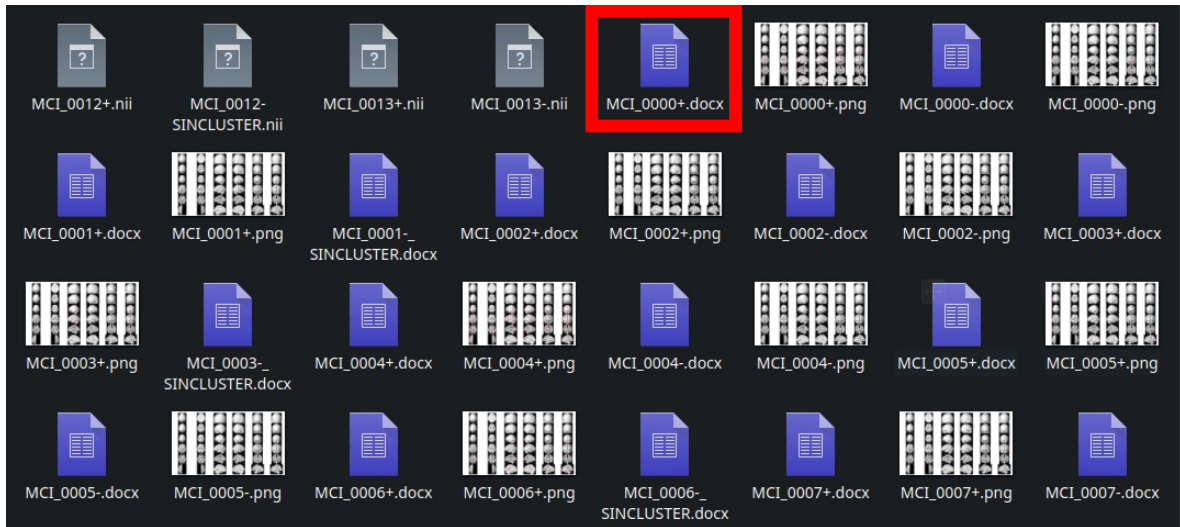 MCI_0012+.nii
MCI_0012-
SINCLUSTER.nii
MCI_0013+.nii
MCI_0013-.nii
MCI_0000+.docx
MCI_0000+.png
MCI_0000-.docx
MCI_0000-.png
MCI_0001+.docx
MCI_0001+.png
MCI_0001-_
SINCLUSTER.docx
MCI_0002+.docx
MCI_0002+.png
MCI_0002-.docx
MCI_0002-.png
MCI_0003+.docx
MCI_0003+.png
MCI_0003-_
SINCLUSTER.docx
MCI_0004+.docx
MCI_0004+.png
MCI_0004-.docx
MCI_0004-.png
MCI_0005+.docx
MCI_0005+.png
MCI_0005-.docx
MCI_0005-.png
MCI_0006+.docx
MCI_0006+.png
MCI_0006-_
SINCLUSTER.docx
MCI_0007+.docx
MCI_0007+.png
MCI_0007-.docx